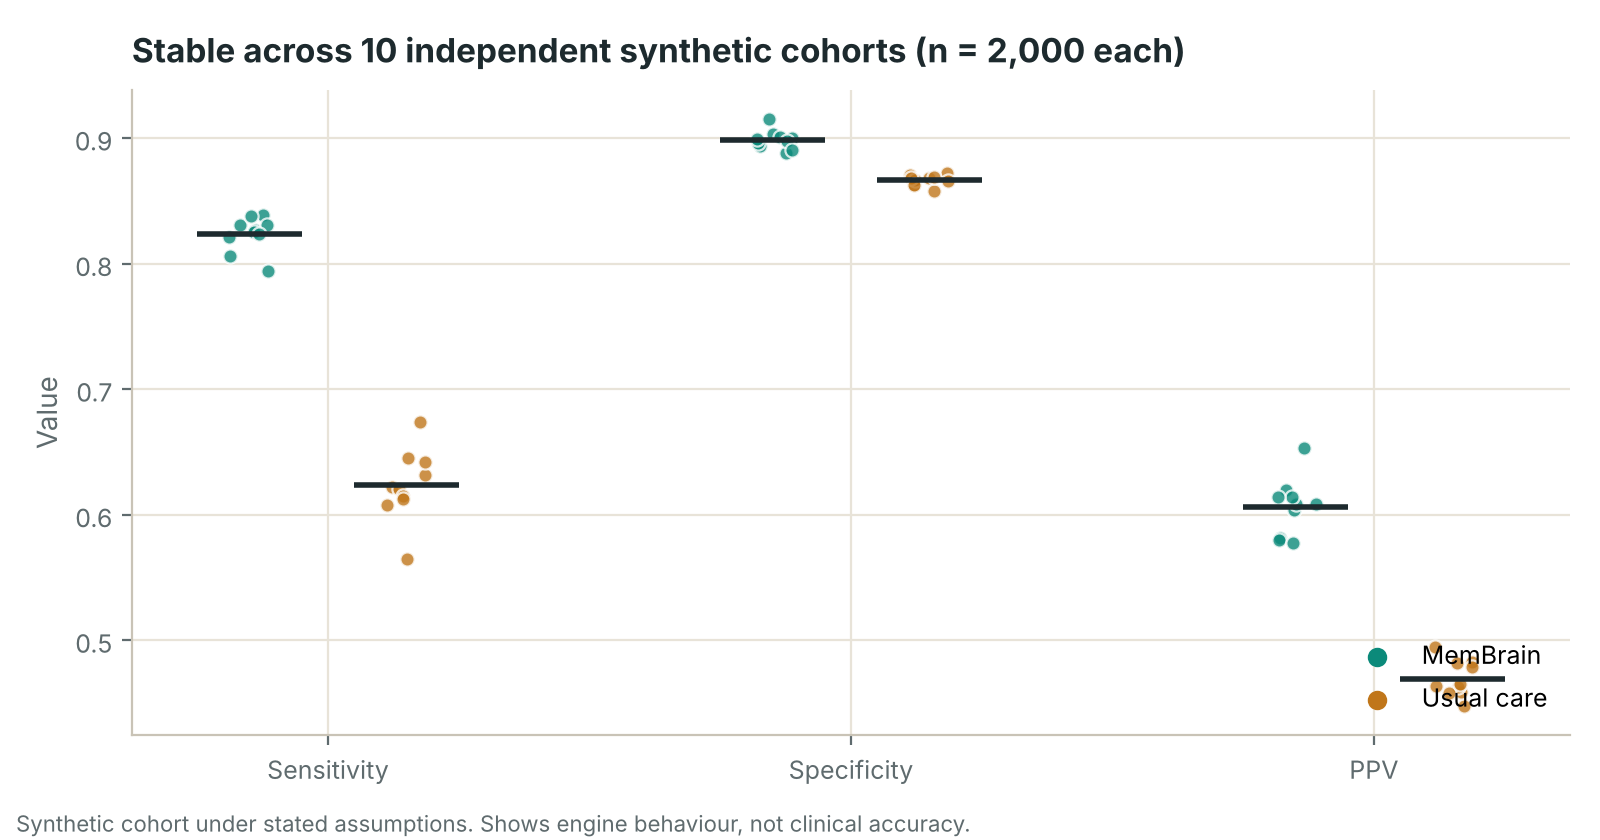 Stable across 10 independent synthetic cohorts (n = 2,000 each)
0.9
0.8
0.7
0.6
0.5
Value
MemBrain
Usual care
Sensitivity
Specificity
PPV
Synthetic cohort under stated assumptions. Shows engine behaviour, not clinical accuracy.